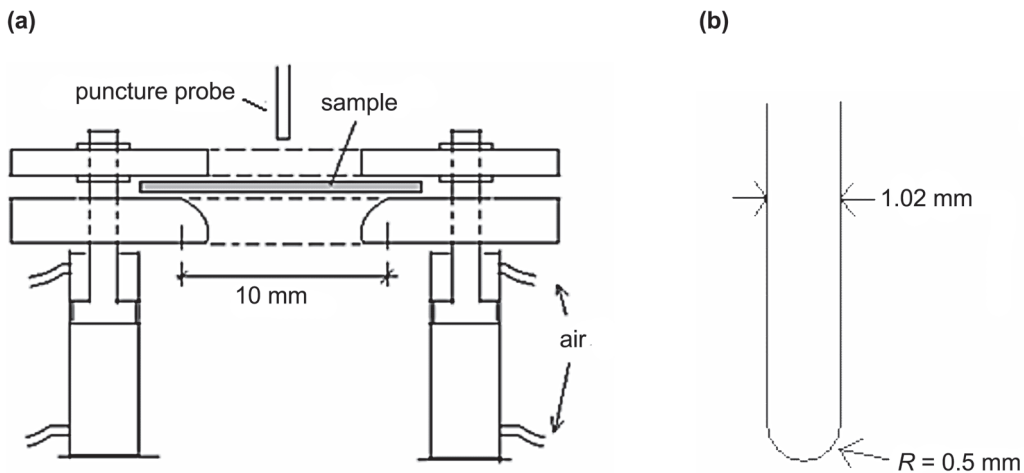 (a)
puncture probe
sample
10 mm
air
(b)
1.02 mm
R = 0.5 mm